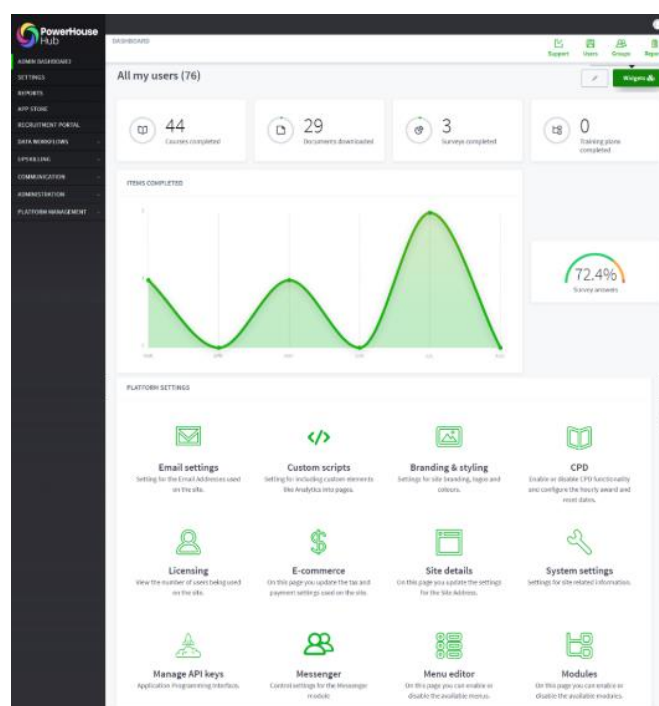 PowerHouse
Hub
DASHBOARD
Support Users Groups
ADMIN DASHBOARD
SETTINGS
REPORTS
APP STORE
RECRUITMENT PORTAL
DATA WORKFLOWS
UPSKILLING
COMMUNICATION
ADMINISTRATION
PLATFORM MANAGEMENT
All my users (76)
Widgets
44
Courses completed
29
Documents downloaded
3
Surveys completed
0
Training plans
completed
ITEMS COMPLETED
72.4%
Survey answers
PLATFORM SETTINGS
Email settings
Setting for the Email Addresses used
on the site.
Custom scripts
Setting for including custom elements
like Analytics into pages.
Branding & styling
Settings for site branding, logos and
colours.
CPD
Enable or disable CPD functionality
and configure the hourly award and
reset dates.
Licensing
View the number of users being used
on the site.
E-commerce
On this page you update the tax and
payment settings used on the site.
Site details
On this page you update the settings
for the Site Address.
System settings
Settings for site related information.
Manage API keys
Application Programming Interface.
Messenger
Control settings for the Messenger
module.
Menu editor
On this page you can enable or
disable the available menus.
Modules
On this page you can enable or
disable the available modules.